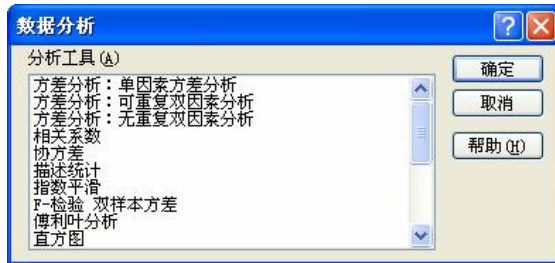 数据分析
分析工具(A)
方差分析：单因素方差分析
方差分析：可重复双因素分析
方差分析：无重复双因素分析
相关系数
协方差
描述统计
指数平滑
F-检验 双样本方差
傅利叶分析
直方图
确定
取消
帮助(H)